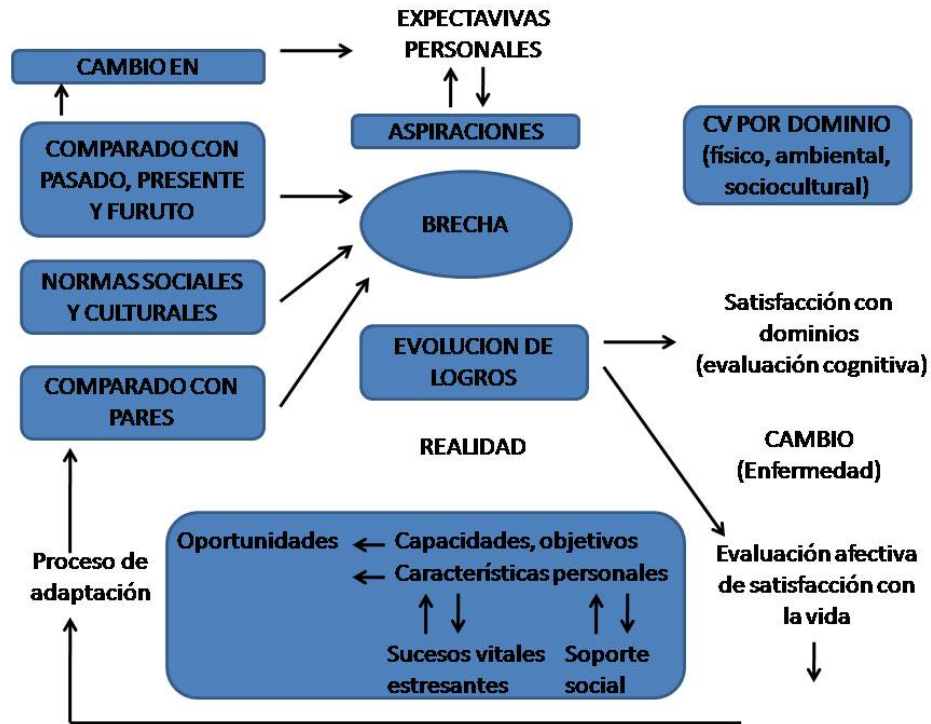 EXPECTAVIVAS
PERSONALES
CAMBIO EN
ASPIRACIONES
CV POR DOMINIO
(físico, ambiental,
sociocultural)
COMPARADO CON
PASADO, PRESENTE
Y FURUTO
BRECHA
NORMAS SOCIALES
Y CULTURALES
Satisfacción con
dominios
(evaluación cognitiva)
EVOLUCION DE
LOGROS
COMPARADO CON
PARES
REALIDAD
CAMBIO
(Enfermedad)
Proceso de
adaptación
Oportunidades
Capacidades, objetivos
Característicás personales
Sucesos vitales
estresantes
Soporte
social
Evaluación afectiva
de satisfacción con
la vida